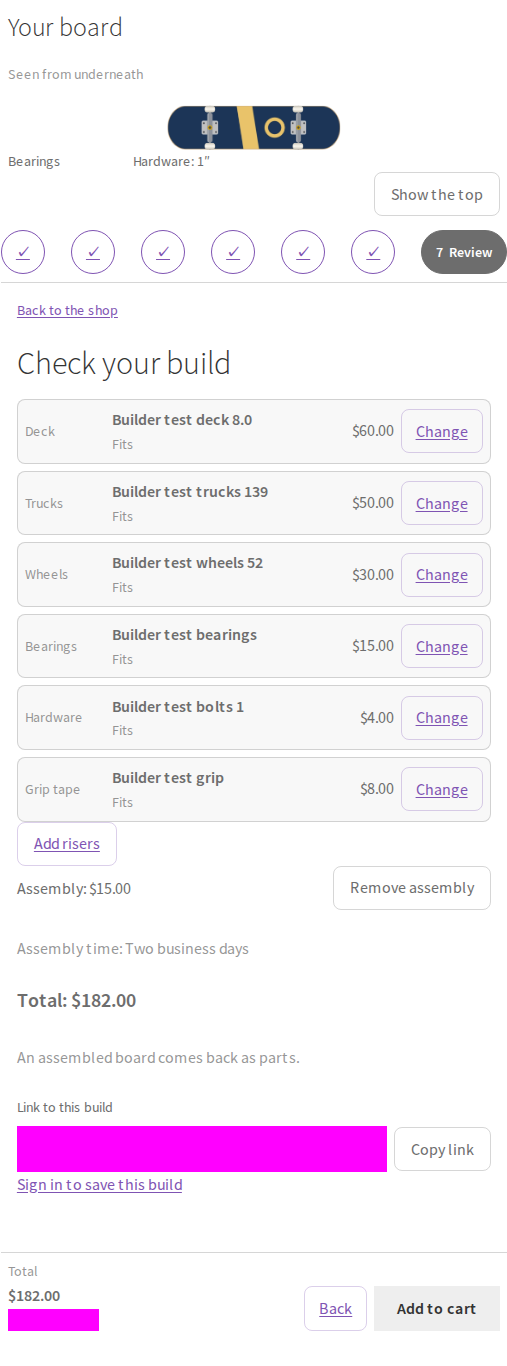 Your board
Seen from underneath
Bearings
Hardware: 1″
Show the top
✓ ✓ ✓ ✓ ✓ ✓ 7 Review
Back to the shop
Check your build
Deck
Builder test deck 8.0
Fits
$60.00
Change
Trucks
Builder test trucks 139
Fits
$50.00
Change
Wheels
Builder test wheels 52
Fits
$30.00
Change
Bearings
Builder test bearings
Fits
$15.00
Change
Hardware
Builder test bolts 1
Fits
$4.00
Change
Grip tape
Builder test grip
Fits
$8.00
Change
Add risers
Assembly: $15.00
Remove assembly
Assembly time: Two business days
Total: $182.00
An assembled board comes back as parts.
Link to this build
Copy link
Sign in to save this build
Total
$182.00
Back
Add to cart